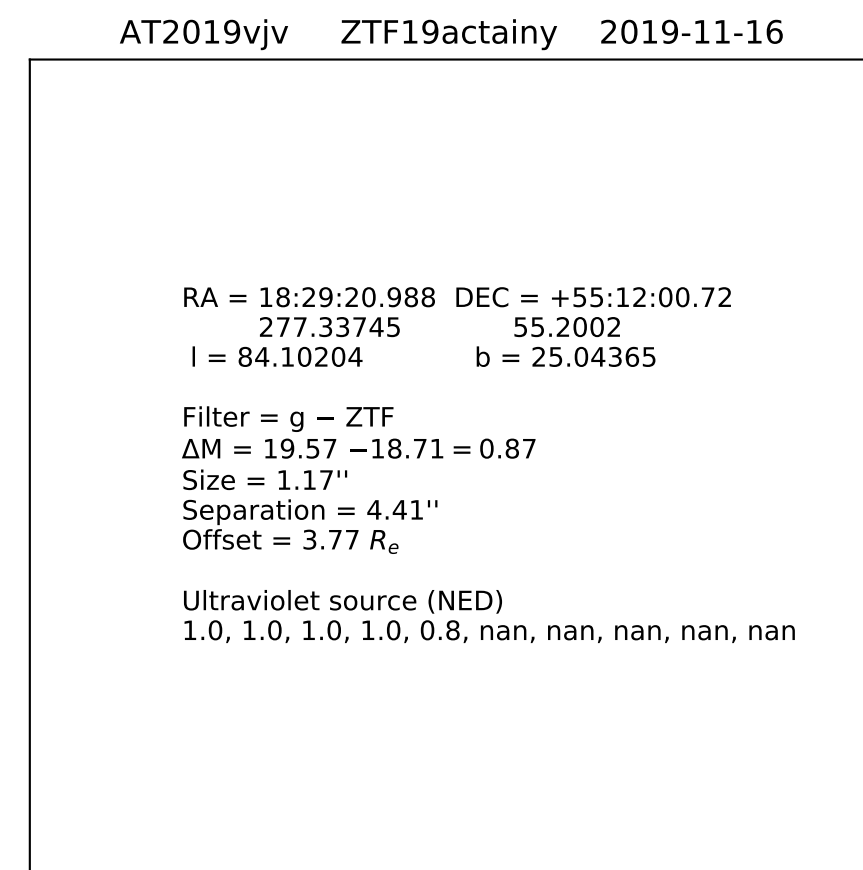 AT2019vjv ZTF19actainy 2019-11-16
RA = 18:29:20.988 DEC = +55:12:00.72
277.33745 55.2002
l = 84.10204 b = 25.04365
Filter = g − ZTF
ΔM = 19.57 −18.71 = 0.87
Size = 1.17''
Separation = 4.41''
Offset = 3.77 Re
Ultraviolet source (NED)
1.0, 1.0, 1.0, 1.0, 0.8, nan, nan, nan, nan, nan